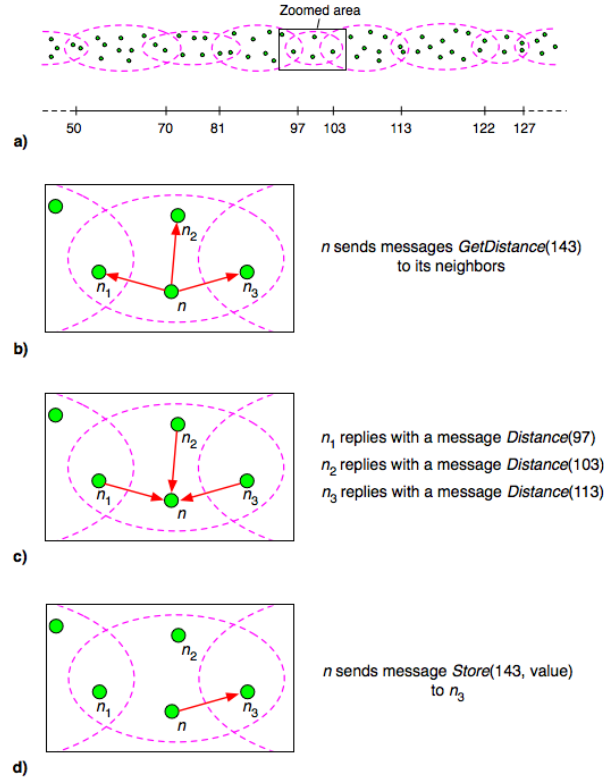 Zoomed area
50 70 81 97 103 113 122 127
a)
n2
n1
n
n3
n sends messages GetDistance(143)
to its neighbors
b)
n2
n1
n
n3
n1 replies with a message Distance(97)
n2 replies with a message Distance(103)
n3 replies with a message Distance(113)
c)
n2
n1
n
n3
n sends message Store(143, value)
to n3
d)